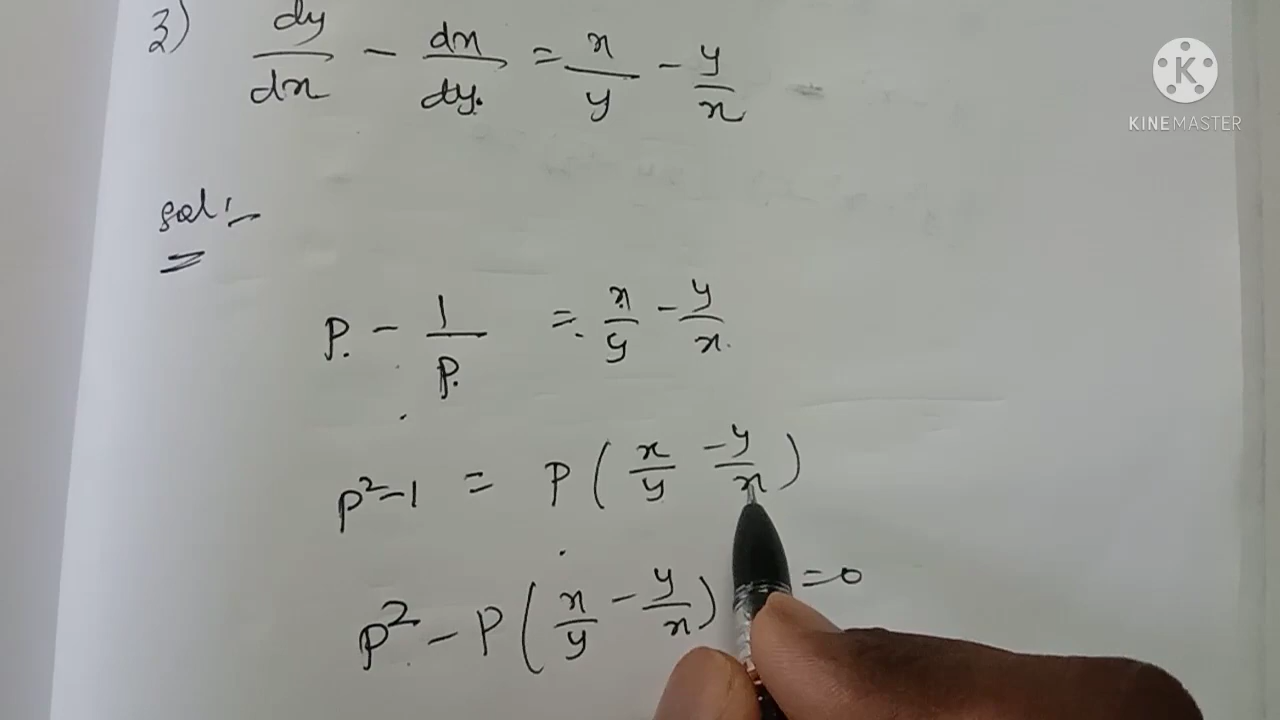 3) dy/dx - dx/dy = x/y - y/x
K
KINEMASTER
sol:-
P - 1/P = x/y - y/x
P²-1 = P(x/y - y/x)
P² - P(x/y - y/x) =0